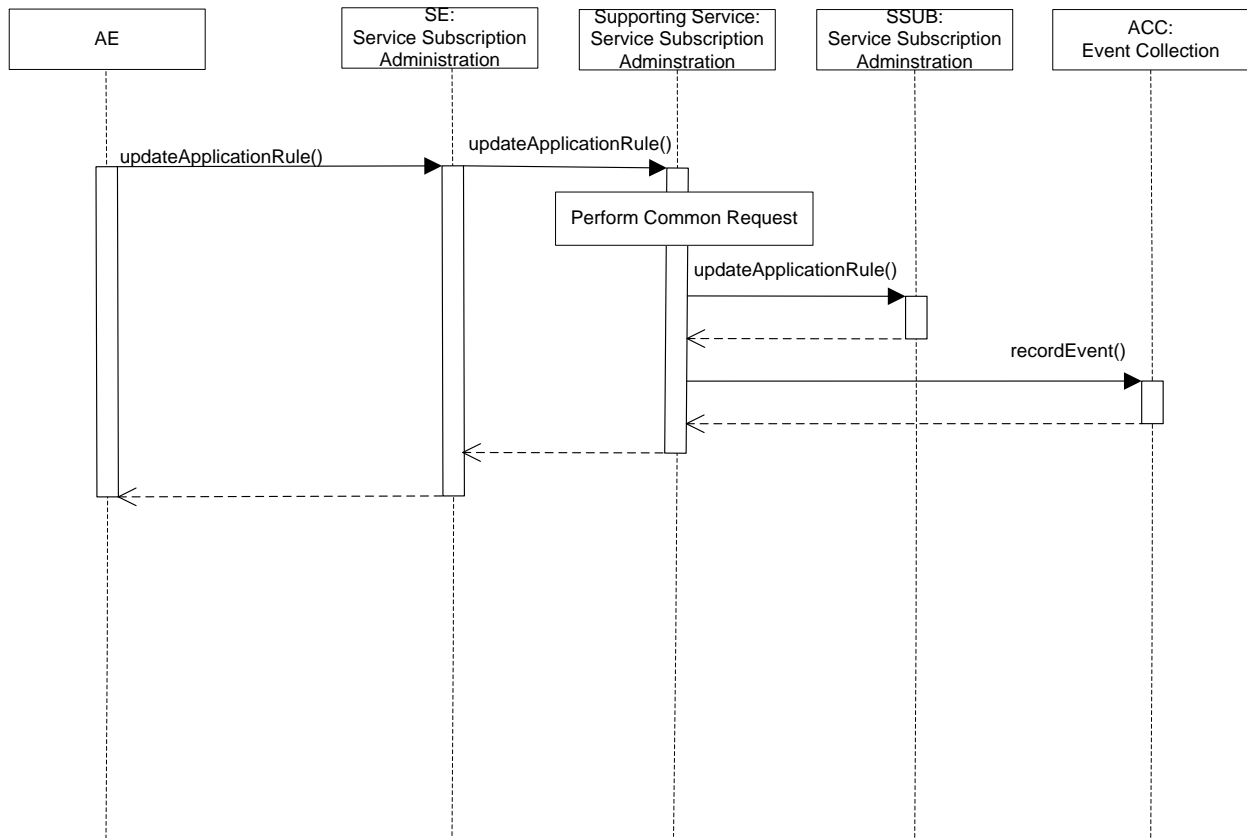 AE
SE:
Service Subscription
Administration
Supporting Service:
Service Subscription
Adminstration
SSUB:
Service Subscription
Adminstration
ACC:
Event Collection
updateApplicationRule()
updateApplicationRule()
Perform Common Request
updateApplicationRule()
recordEvent()